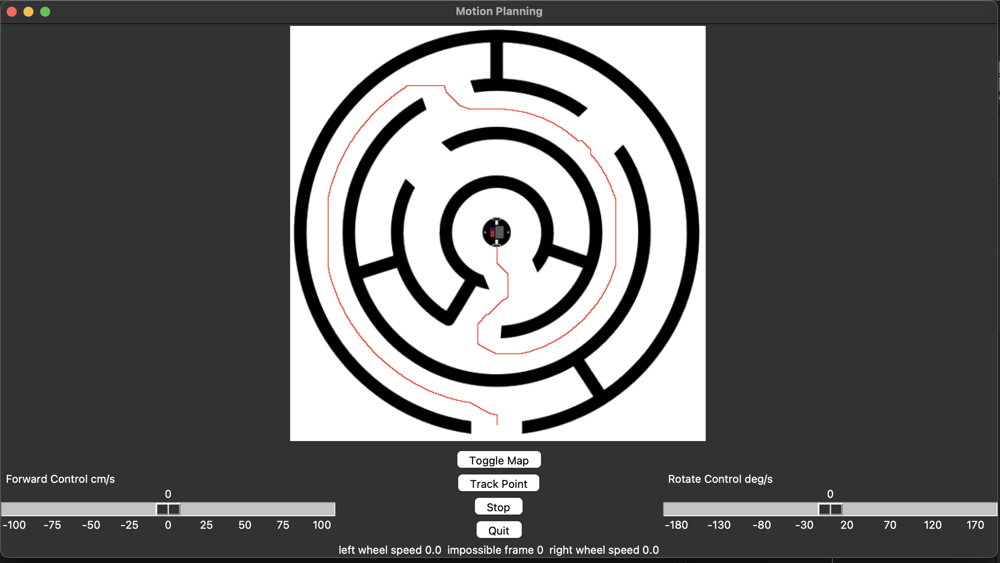 Motion Planning
Toggle Map
Track Point
Stop
Quit
Forward Control cm/s
0
-100 -75 -50 -25 0 25 50 75 100
Rotate Control deg/s
0
-180 -130 -80 -30 20 70 120 170
left wheel speed 0.0 impossible frame 0 right wheel speed 0.0